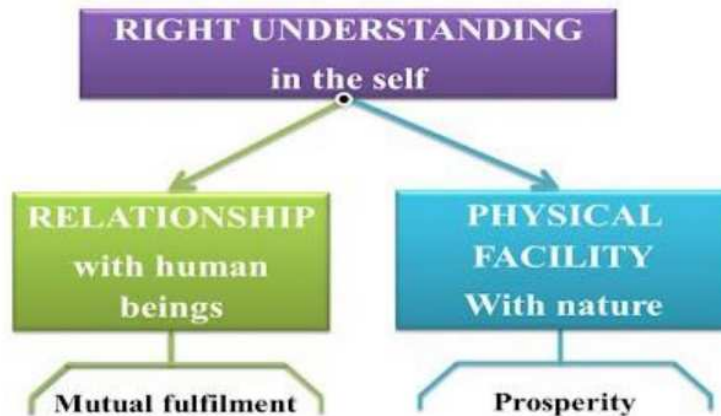 RIGHT UNDERSTANDING
in the self
RELATIONSHIP
with human
beings
PHYSICAL
FACILITY
With nature
Mutual fulfilment
Prosperity